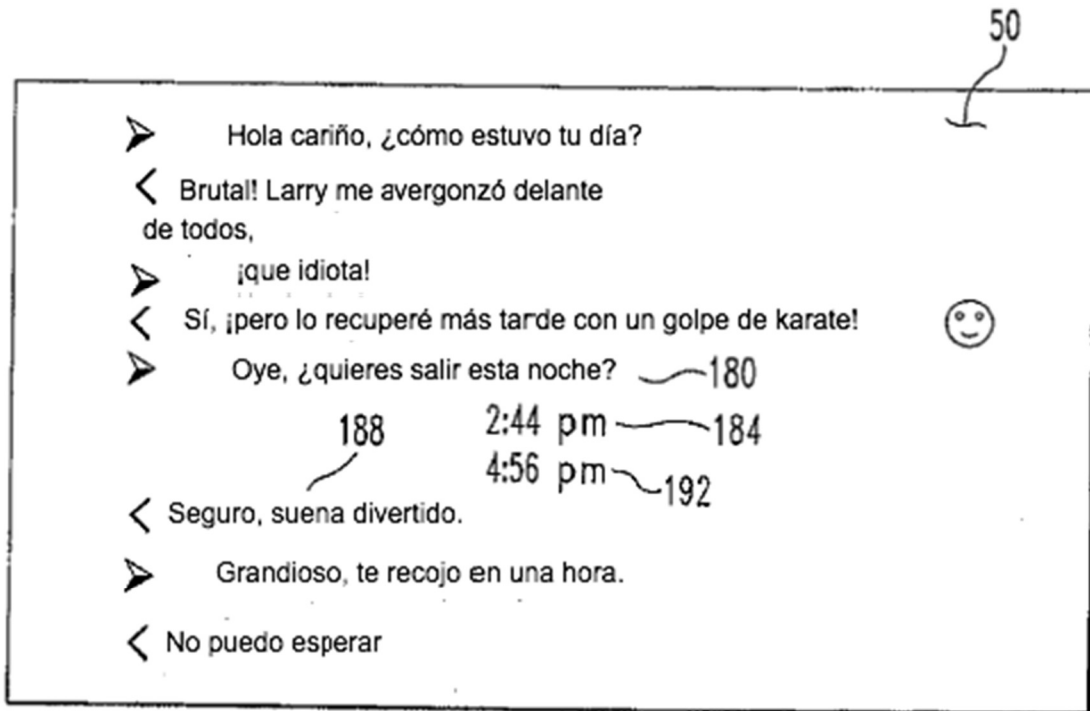 50
➢ Hola cariño, ¿cómo estuvo tu día?
< Brutal! Larry me avergonzó delante
de todos,
➢ ¡que idiota!
< Sí, ¡pero lo recuperé más tarde con un golpe de karate!
➢ Oye, ¿quieres salir esta noche? 180
188 2:44 pm 184
4:56 pm 192
< Seguro, suena divertido.
➢ Grandioso, te recojo en una hora.
< No puedo esperar